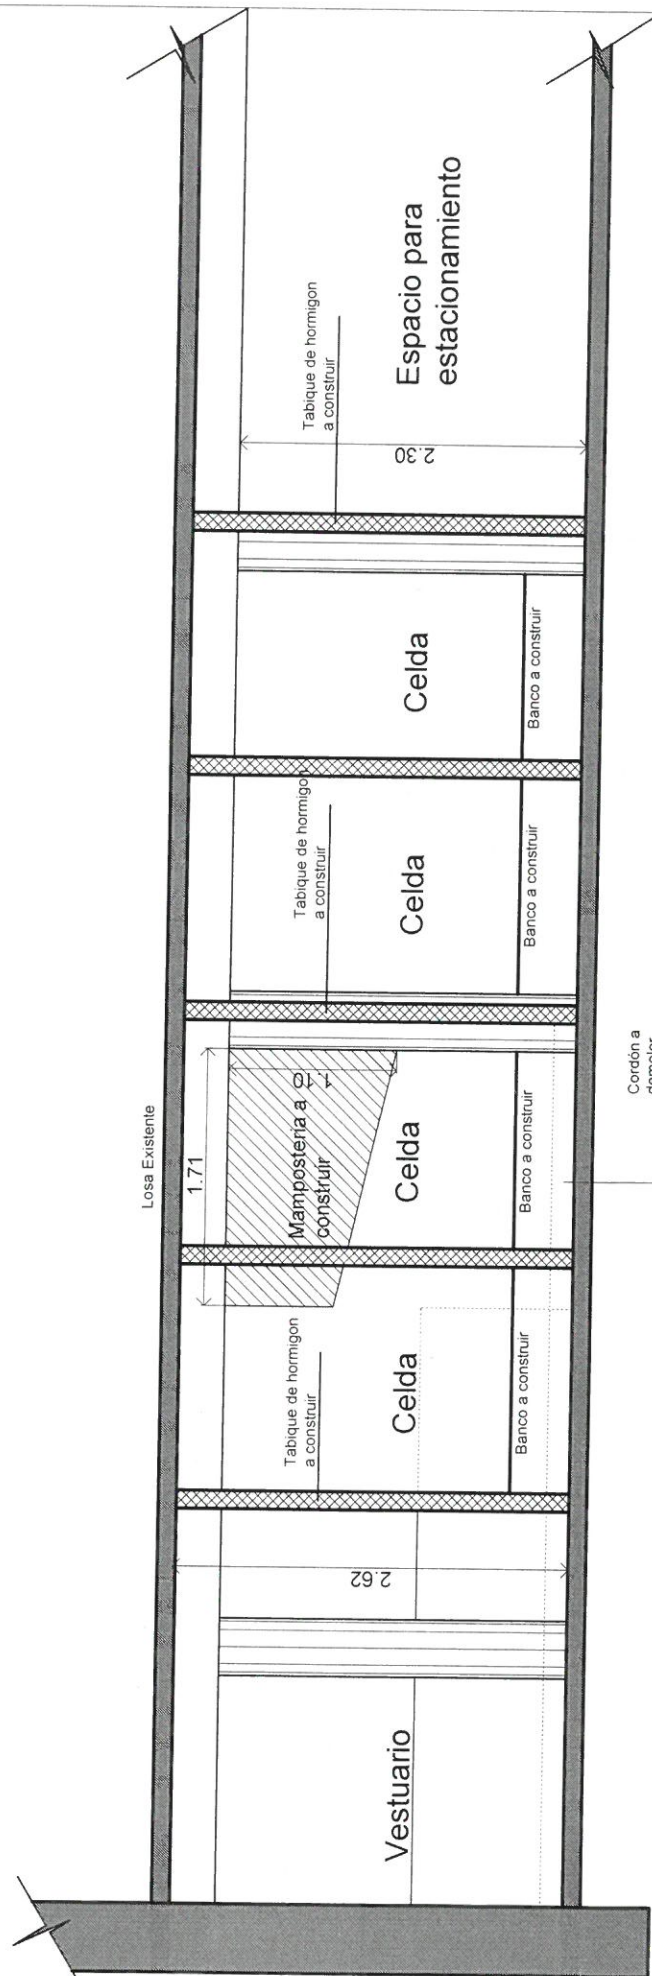 Losa Existente
Vestuario
2.62
Tabique de hormigon
a construir
Celda
Banco a construir
1.71
1.10
Mamposteria a
construir
Celda
Banco a construir
Cordón a
demoler
Tabique de hormigon
a construir
Celda
Banco a construir
Celda
Banco a construir
Tabique de hormigon
a construir
2.30
Espacio para
estacionamiento